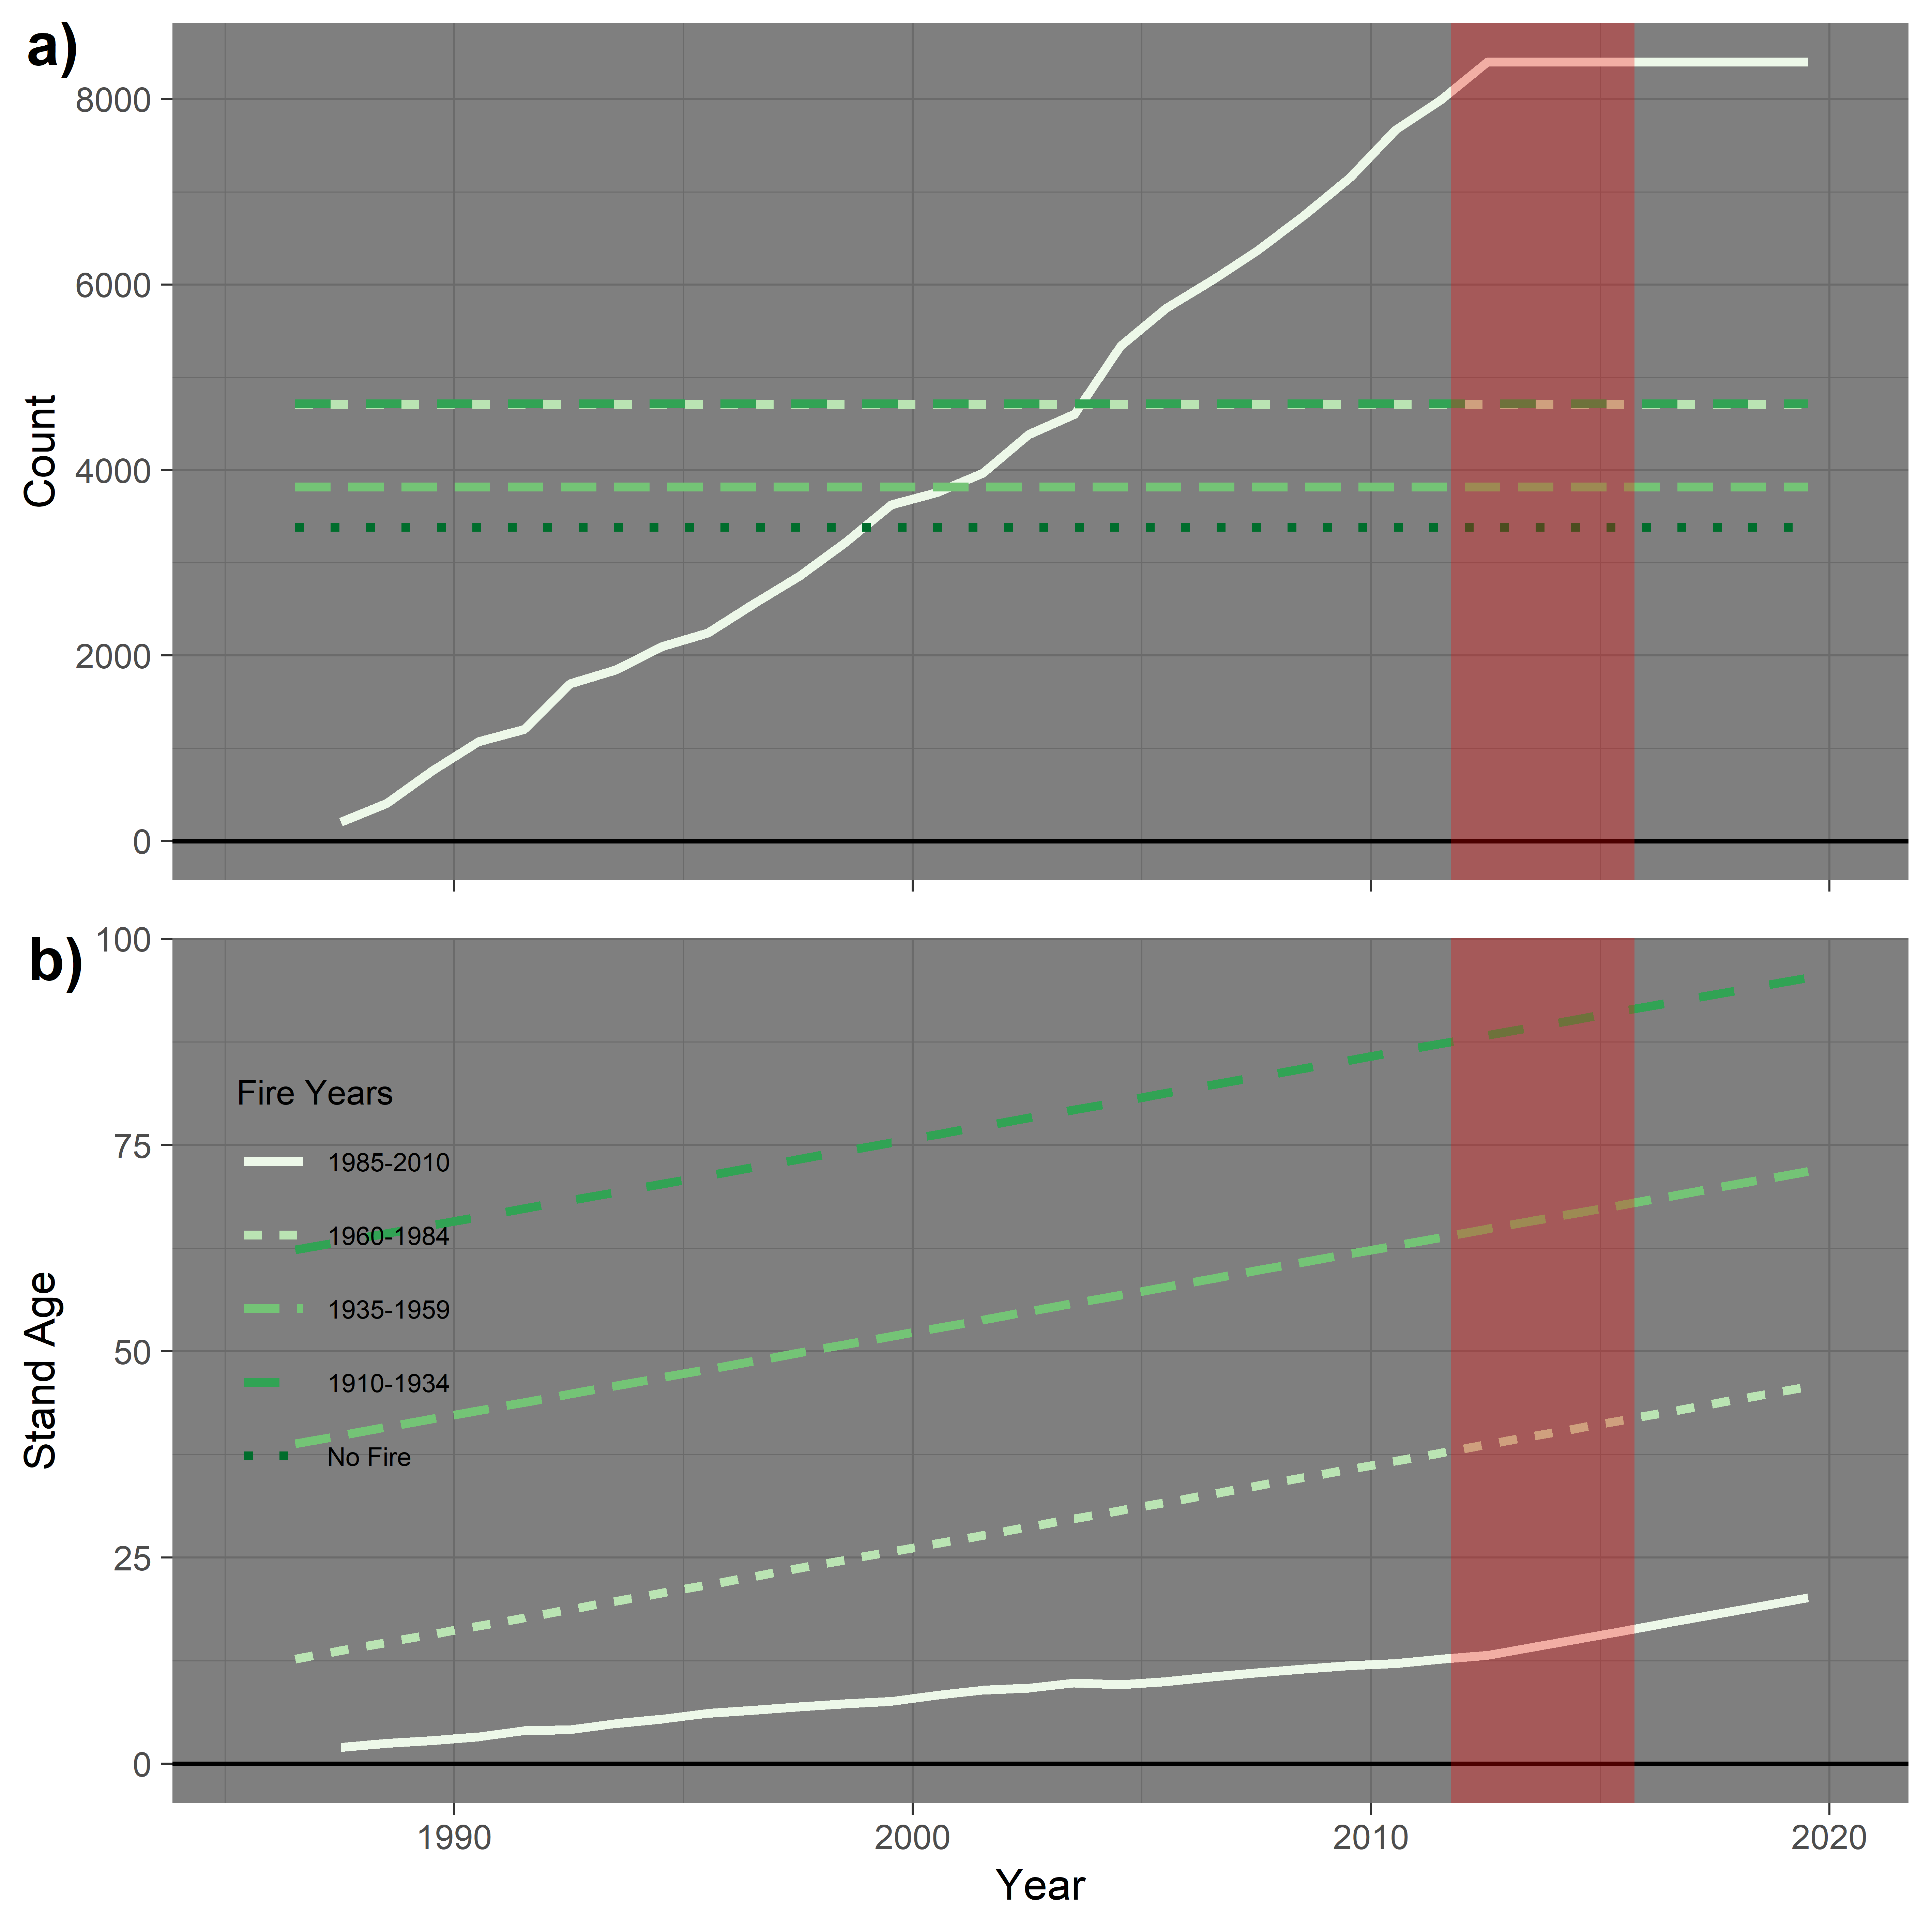 a)
8000
6000
4000
2000
0
Count
b)
100
75
50
25
0
Stand Age
Fire Years
1985-2010
1960-1984
1935-1959
1910-1934
No Fire
1990 2000 2010 2020
Year